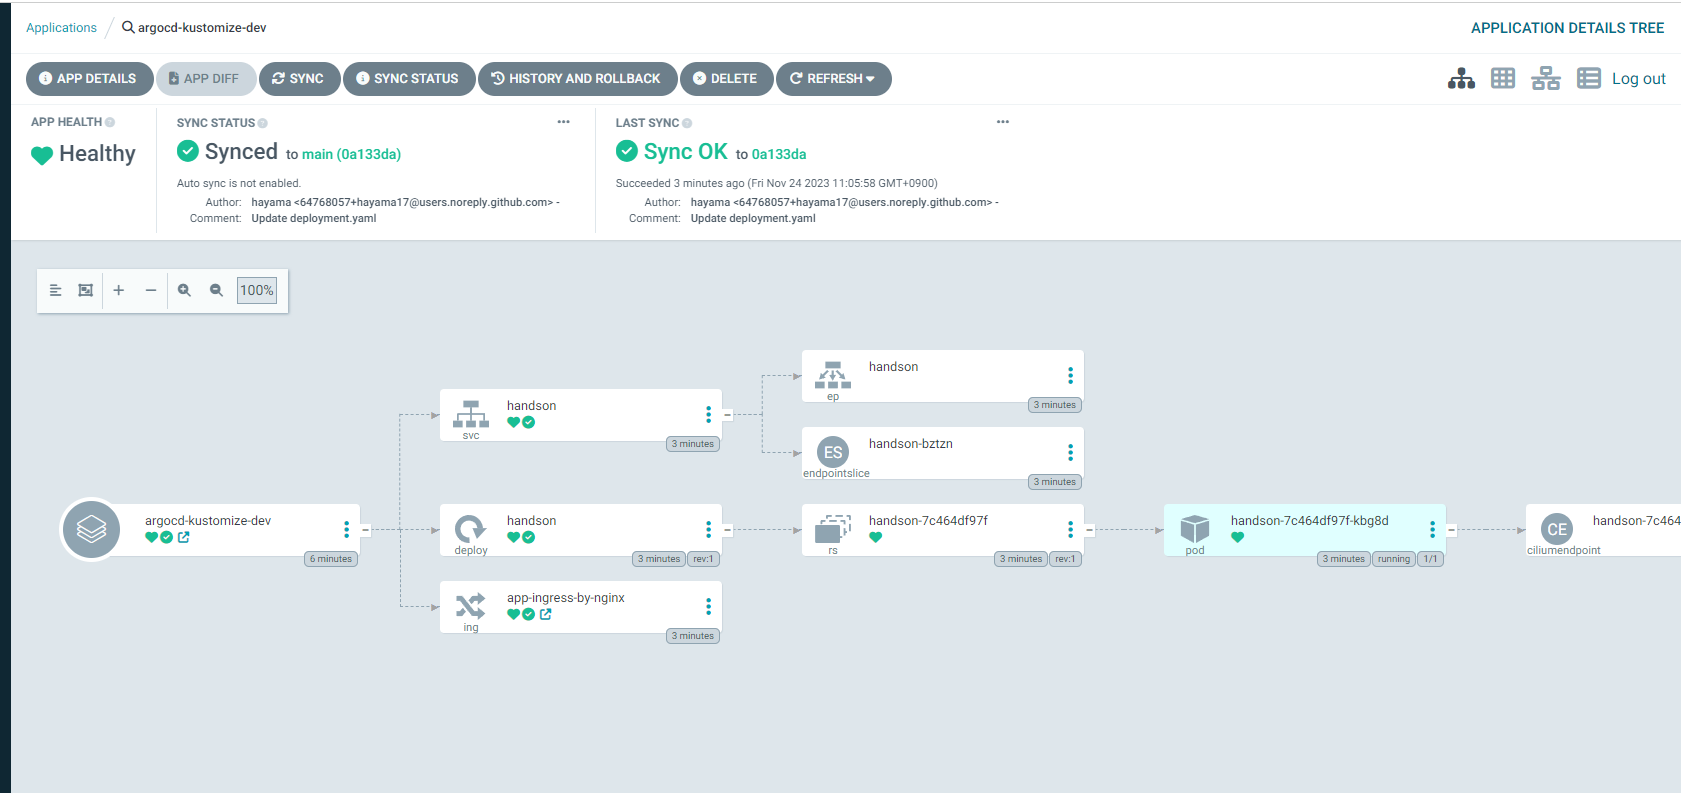 Applications argocd-kustomize-dev APPLICATION DETAILS TREE
APP DETAILS APP DIFF SYNC SYNC STATUS HISTORY AND ROLLBACK DELETE REFRESH Log out
APP HEALTH
Healthy
SYNC STATUS
Synced to main (0a133da)
Auto sync is not enabled.
Author: hayama <64768057+hayama17@users.noreply.github.com> -
Comment: Update deployment.yaml
LAST SYNC
Sync OK to 0a133da
Succeeded 3 minutes ago (Fri Nov 24 2023 11:05:58 GMT+0900)
Author: hayama <64768057+hayama17@users.noreply.github.com> -
Comment: Update deployment.yaml
100%
handson
ep
3 minutes
handson
svc
3 minutes
ES
handson-bztzn
endpointslice
3 minutes
argocd-kustomize-dev
6 minutes
handson
deploy
3 minutes rev:1
handson-7c464df97f
rs
3 minutes rev:1
handson-7c464df97f-kbg8d
pod
3 minutes running 1/1
CE
handson-7c464
ciliumendpoint
app-ingress-by-nginx
ing
3 minutes